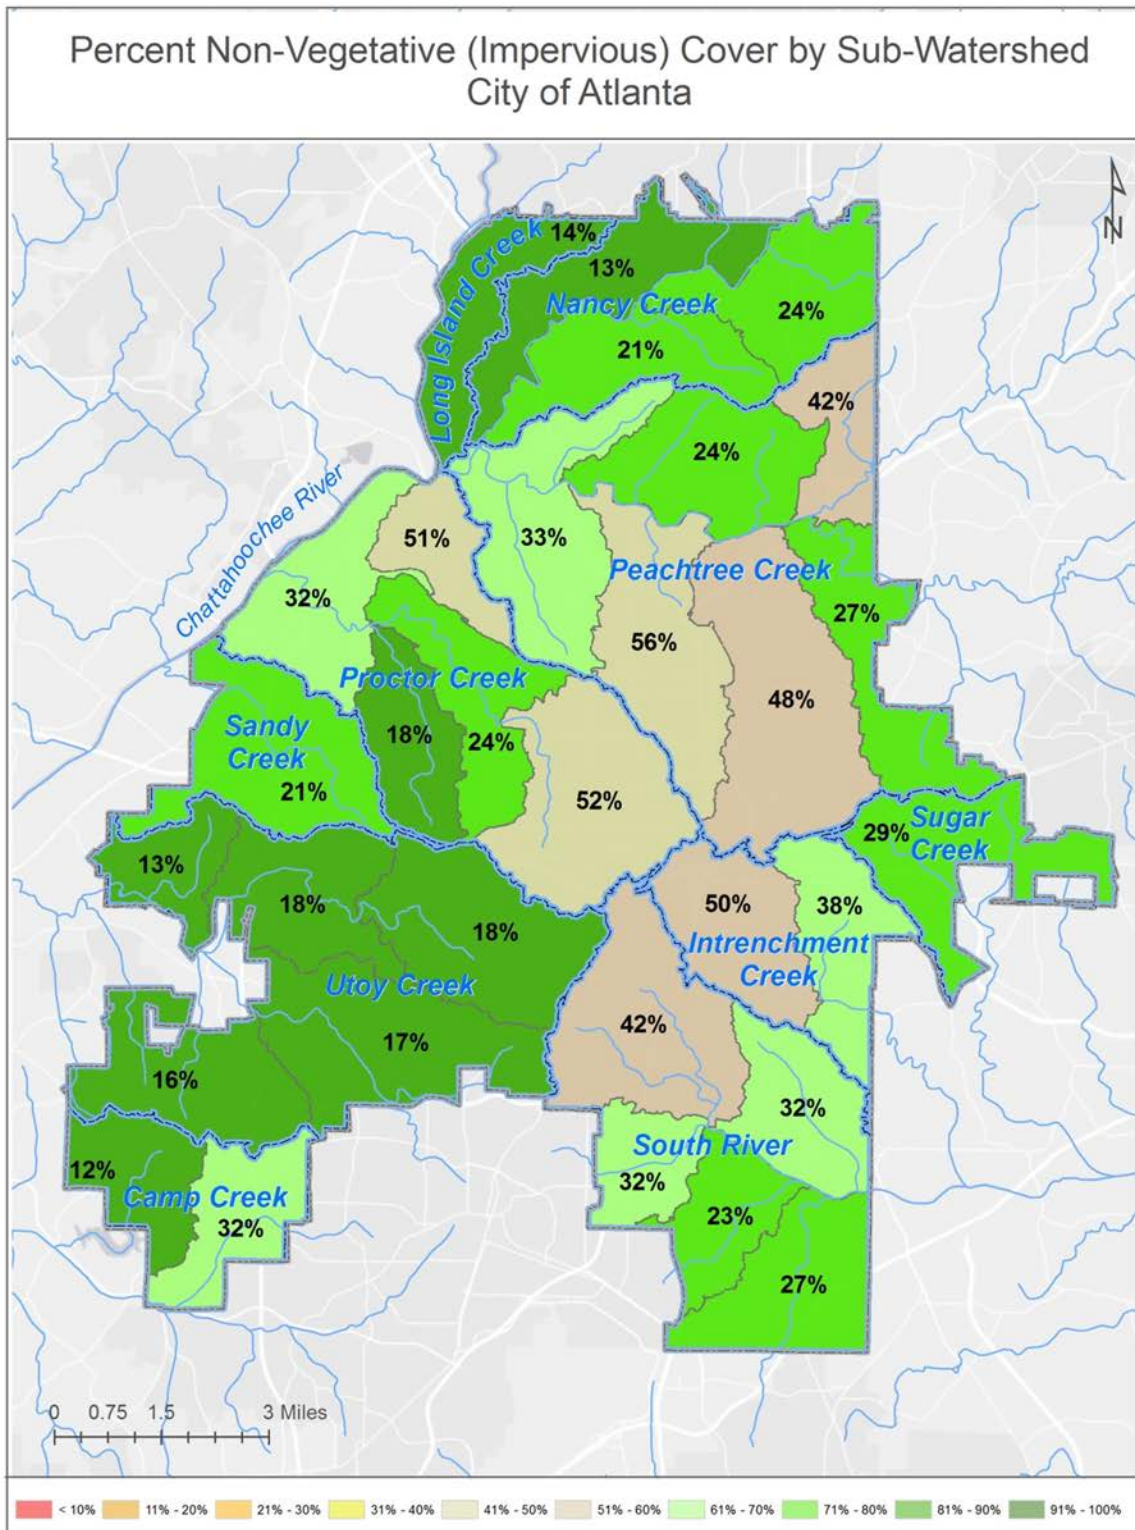 Percent Non-Vegetative (Impervious) Cover by Sub-Watershed
City of Atlanta
N
14%
Long Island Creek
13%
Nancy Creek
24%
21%
42%
24%
Chattahoochee River
51%
33%
Peachtree Creek
32%
27%
56%
Proctor Creek
48%
Sandy
Creek
18%
24%
21%
52%
Sugar
Creek
29%
13%
18%
50%
38%
18%
Intrenchment
Creek
Utoy Creek
42%
17%
16%
32%
South River
12%
32%
Camp Creek
23%
32%
27%
0 0.75 1.5 3 Miles
< 10% 11% - 20% 21% - 30% 31% - 40% 41% - 50% 51% - 60% 61% - 70% 71% - 80% 81% - 90% 91% - 100%